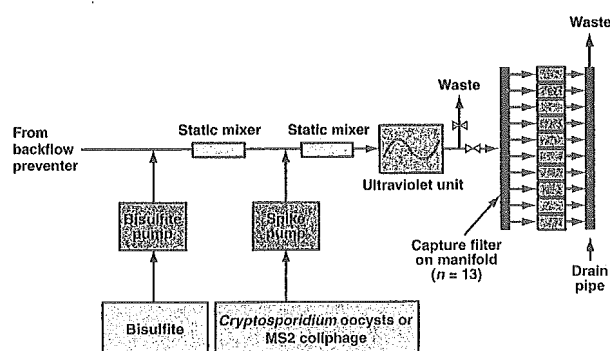 Waste
Waste
From
backflow
preventer
Static mixer
Static mixer
Ultraviolet unit
Bisulfite
pump
Spike
pump
Capture filter
on manifold
(n = 13)
Drain
pipe
Bisulfite
Cryptosporidium oocysts or
MS2 coliphage